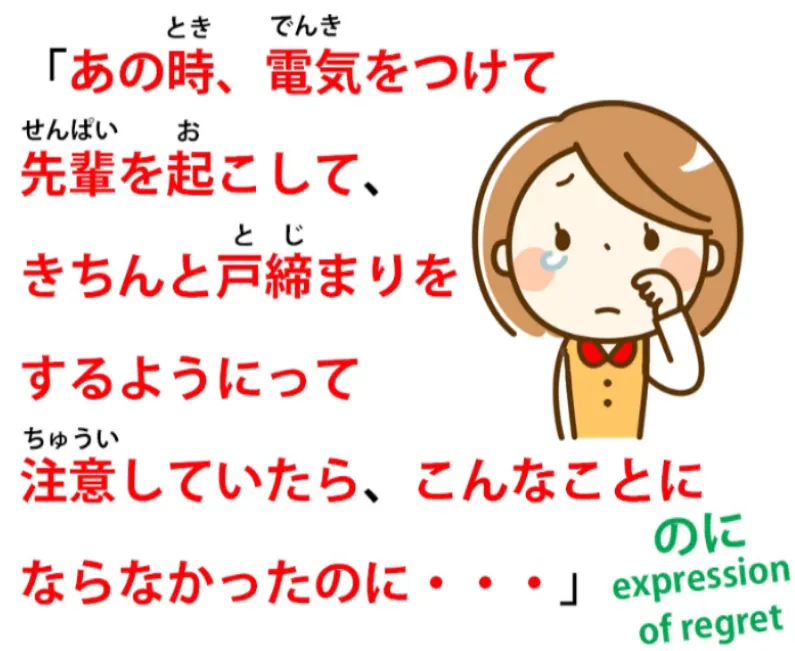 とき でんき
「あの時、電気をつけて
せんぱい お
先輩を起こして、
と じ
きちんと戸締まりを
するようにって
ちゅうい
注意していたら、こんなことに
ならなかったのに・・・」
のに
expression
of regret